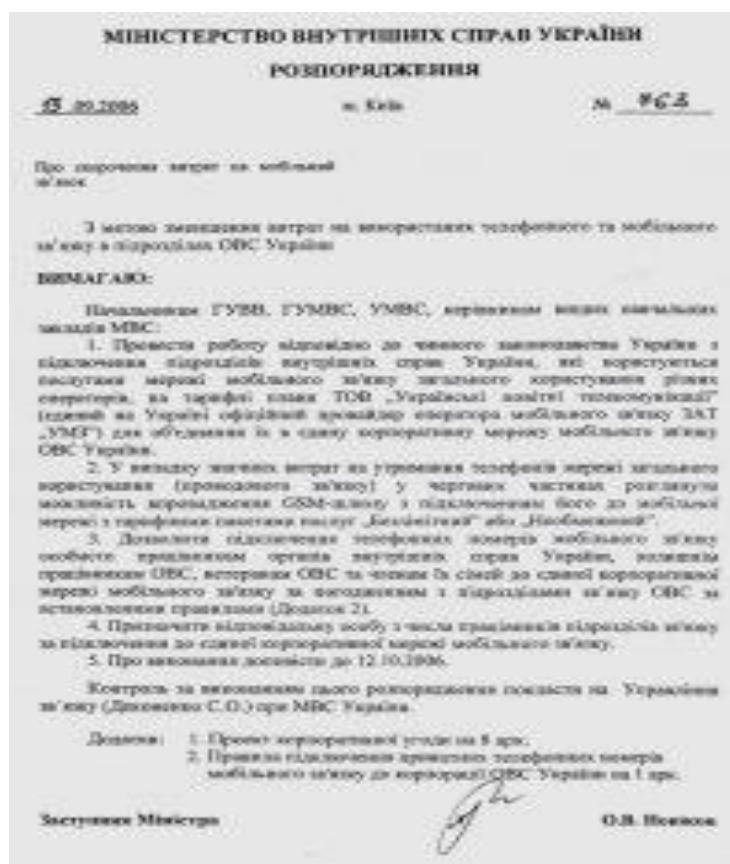 МІНІСТЕРСТВО ВНУТРІШНІХ СПРАВ УКРАЇНИ
РОЗПОРЯДЖЕННЯ
.09.2006 м. Київ №
Про скорочення витрат на мобільний
зв'язок
З метою зменшення витрат на використання телефонного та мобільного
зв'язку в підрозділах ОВС України
ВИМАГАЮ:
Начальникам ГУВВ, ГУМВС, УМВС, керівникам вищих навчальних
закладів МВС:
1. Провести роботу відповідно до чинного законодавства України з
підключення підрозділів внутрішніх справ України, які користуються
послугами мережі мобільного зв'язку загального користування різних
операторів, на тарифні плани ТОВ „Українські новітні телекомунікації"
(єдиний на Україні офіційний провайдер оператора мобільного зв'язку ЗАТ
„УМЗ") для об'єднання їх в єдину корпоративну мережу мобільного зв'язку
ОВС України.
2. У випадку значних витрат на утримання телефонів мережі загального
користування (проводового зв'язку) у чергових частинах розглянути
можливість впровадження GSM-шлюзу з підключенням його до мобільної
мережі з тарифними пакетами послуг „Безлімітний" або „Необмежений".
3. Дозволити підключення телефонних номерів мобільного зв'язку
особисто працівникам органів внутрішніх справ України, колишнім
працівникам ОВС, ветеранам ОВС та членам їх сімей до єдиної корпоративної
мережі мобільного зв'язку за погодженням з підрозділами зв'язку ОВС за
встановленими правилами (Додаток 2).
4. Призначити відповідальну особу з числа працівників підрозділів зв'язку
за підключення до єдиної корпоративної мережі мобільного зв'язку.
5. Про виконання доповісти до 12.10.2006.
Контроль за виконанням цього розпорядження покласти на Управління
зв'язку (С.О.) при МВС України.
Додатки: 1. Проект корпоративної угоди на 8 арк.
2. Правила підключення приватних телефонних номерів
мобільного зв'язку до корпорації ОВС України на 1 арк.
Заступник Міністра О.В.